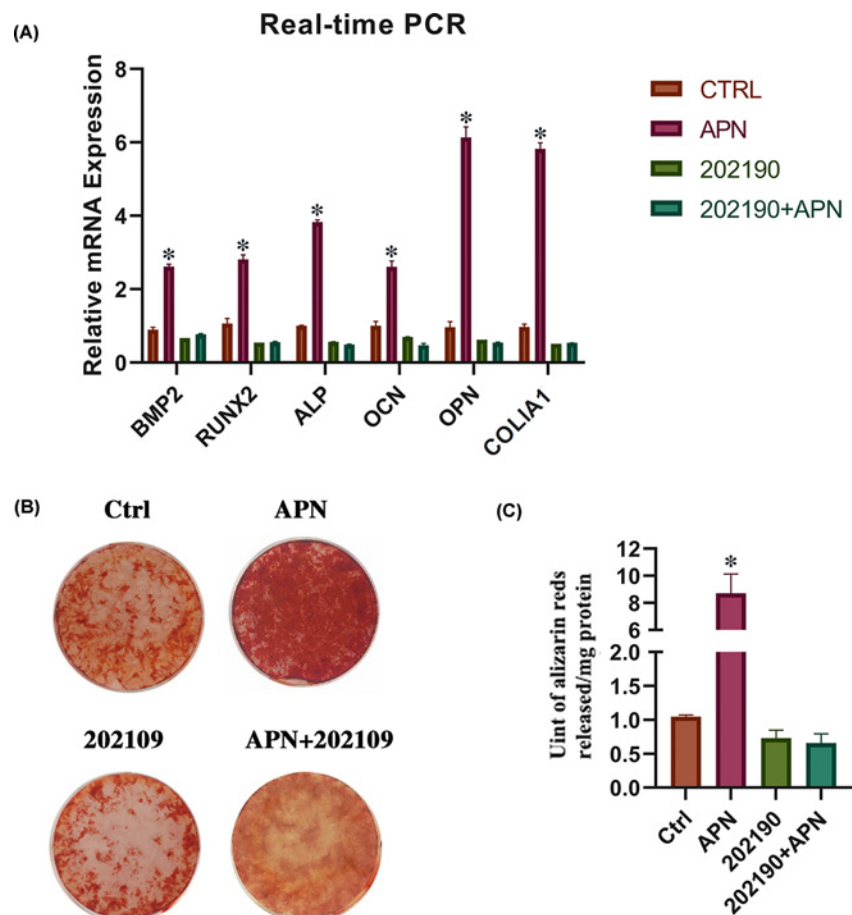 (A)
Real-time PCR
Relative mRNA Expression
8
6
4
2
0
* * * * * *
BMP2 RUNX2 ALP OCN OPN COLIA1
CTRL
APN
202190
202190+APN
(B)
Ctrl APN
202109 APN+202109
(C)
Uint of alizarin reds
released/mg protein
12
10
8
6
2.0
1.5
1.0
0.5
0.0
*
Ctrl APN 202190 202190+APN